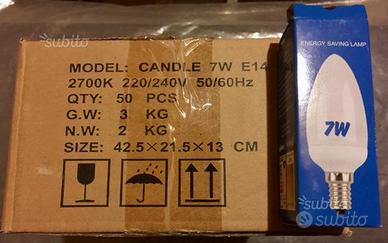 subito
MODEL: CANDLE 7W E14
2700K 220/240V 50/60Hz
QTY: 50 PCS
G.W: 3 KG
N.W: 2 KG
SIZE: 42.5×21.5×13 CM
ENERGY SAVING LAMP
7W
subito
subito